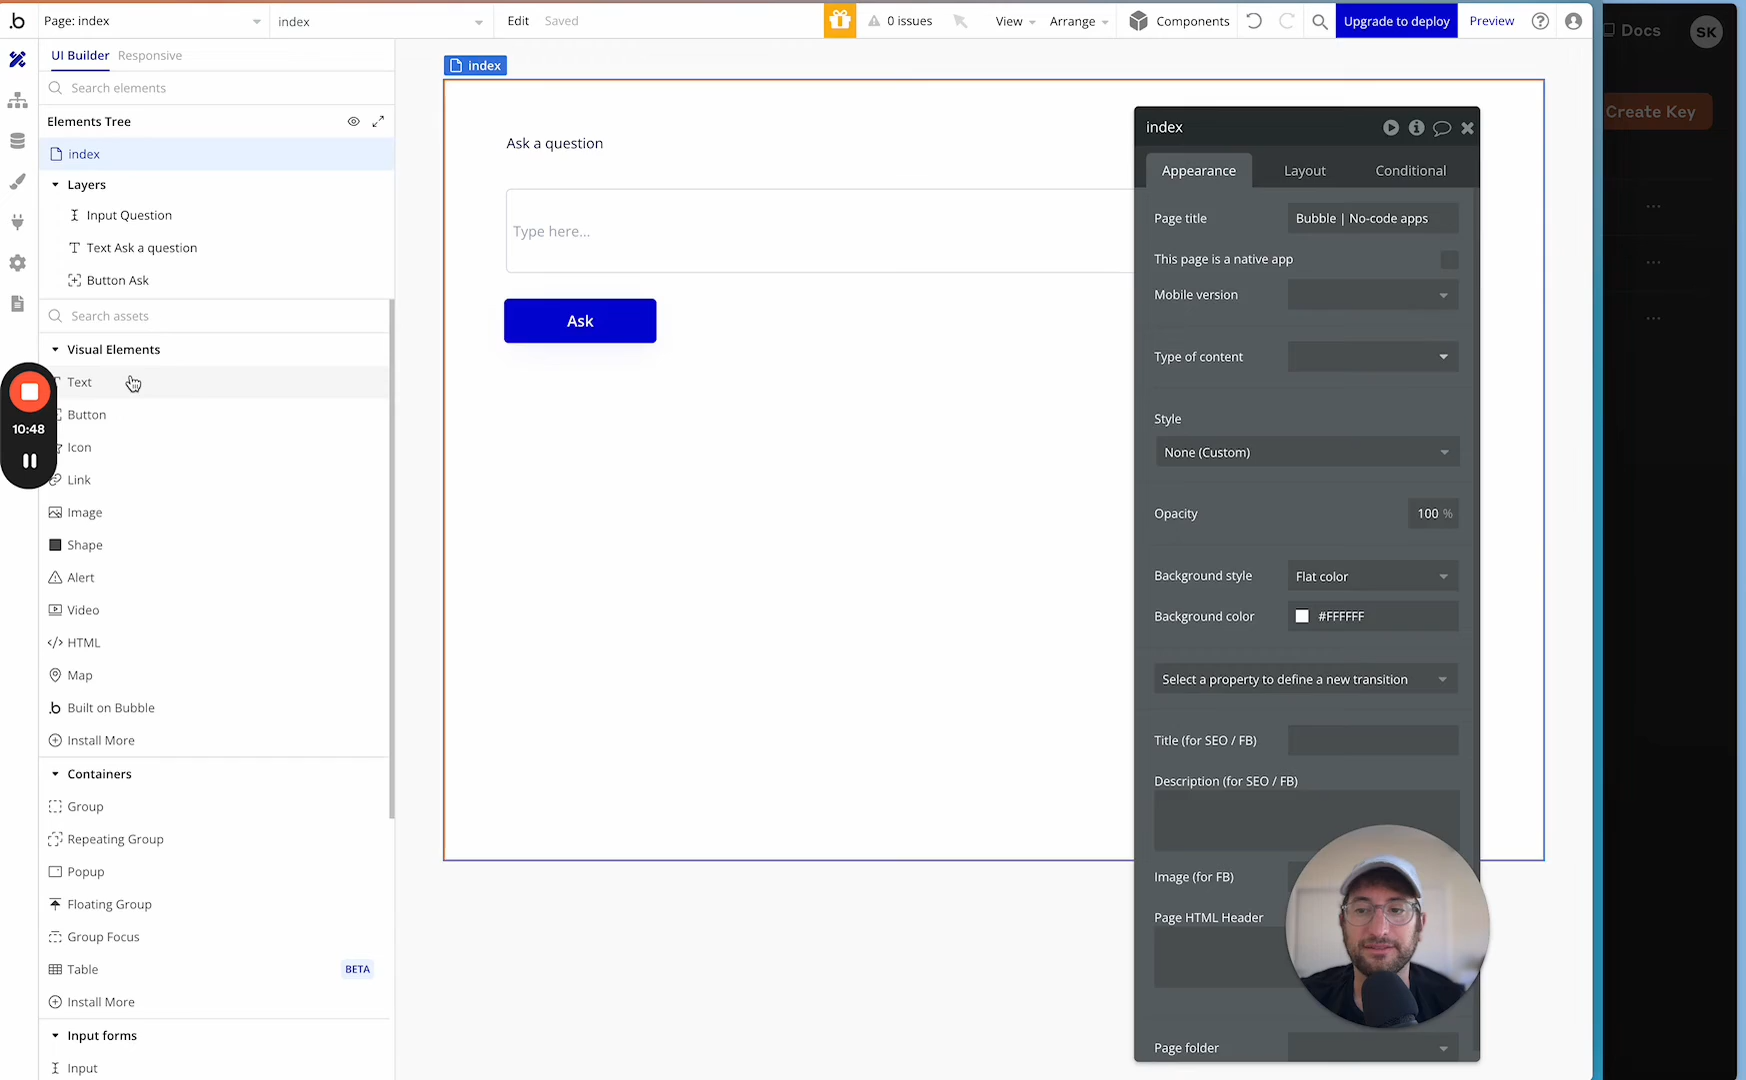 Page: index
index
Edit
Saved
0 issues
View
Arrange
Components
Upgrade to deploy
Preview
Docs
SK
UI Builder
Responsive
Search elements
Elements Tree
index
Layers
Input Question
Text Ask a question
Button Ask
Search assets
Visual Elements
Text
Button
Icon
Link
Image
Shape
Alert
Video
HTML
Map
Built on Bubble
Install More
Containers
Group
Repeating Group
Popup
Floating Group
Group Focus
Table
BETA
Install More
Input forms
Input
10:48
index
Ask a question
Type here...
Ask
index
Appearance
Layout
Conditional
Page title
Bubble | No-code apps
This page is a native app
Mobile version
Type of content
Style
None (Custom)
Opacity
100 %
Background style
Flat color
Background color
#FFFFFF
Select a property to define a new transition
Title (for SEO / FB)
Description (for SEO / FB)
Image (for FB)
Page HTML Header
Page folder
Create Key